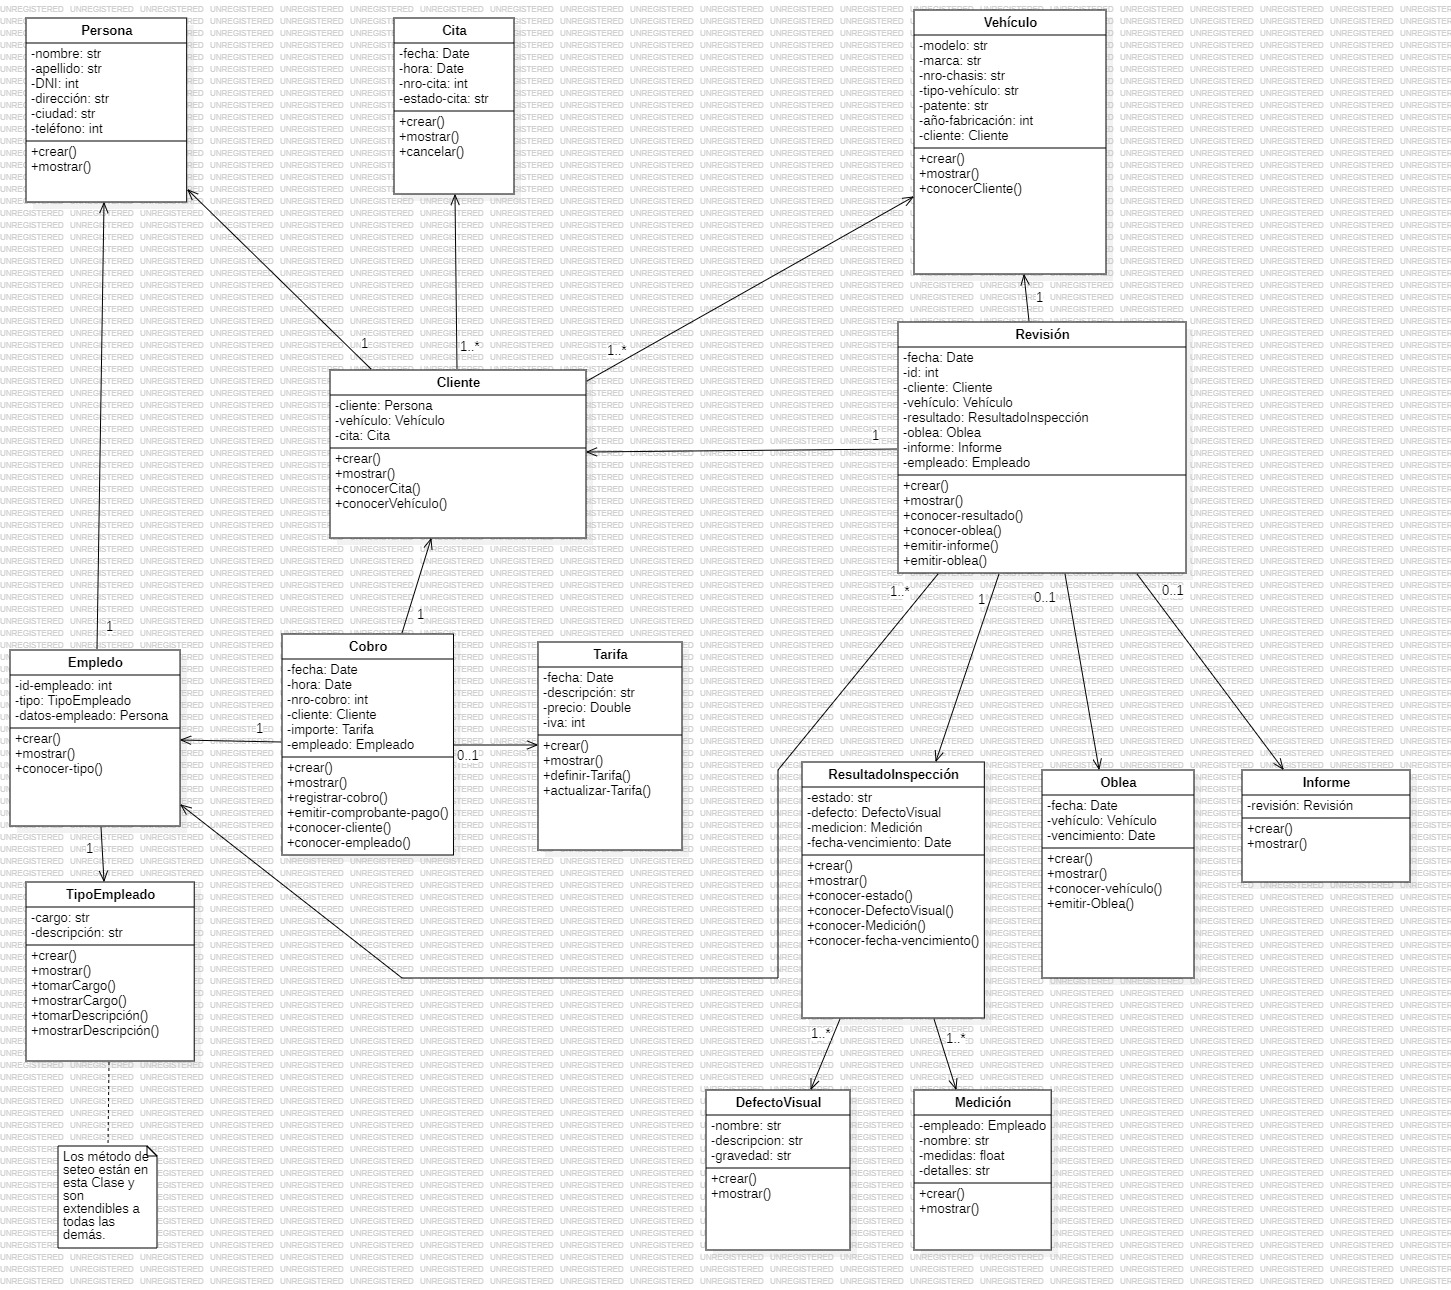 Persona
-nombre: str
-apellido: str
-DNI: int
-dirección: str
-ciudad: str
-teléfono: int
+crear()
+mostrar()
Cita
-fecha: Date
-hora: Date
-nro-cita: int
-estado-cita: str
+crear()
+mostrar()
+cancelar()
Vehículo
-modelo: str
-marca: str
-nro-chasis: str
-tipo-vehículo: str
-patente: str
-año-fabricación: int
-cliente: Cliente
+crear()
+mostrar()
+conocerCliente()
1
1
1..*
1..*
Cliente
-cliente: Persona
-vehículo: Vehículo
-cita: Cita
+crear()
+mostrar()
+conocerCita()
+conocerVehículo()
1
Revisión
-fecha: Date
-id: int
-cliente: Cliente
-vehículo: Vehículo
-resultado: ResultadoInspección
-oblea: Oblea
-informe: Informe
-empleado: Empleado
+crear()
+mostrar()
+conocer-resultado()
+conocer-oblea()
+emitir-informe()
+emitir-oblea()
1..*
1
0..1
0..1
1
1
Empledo
-id-empleado: int
-tipo: TipoEmpleado
-datos-empleado: Persona
+crear()
+mostrar()
+conocer-tipo()
1
Cobro
-fecha: Date
-hora: Date
-nro-cobro: int
-cliente: Cliente
-importe: Tarifa
-empleado: Empleado
+crear()
+mostrar()
+registrar-cobro()
+emitir-comprobante-pago()
+conocer-cliente()
+conocer-empleado()
0..1
Tarifa
-fecha: Date
-descripción: str
-precio: Double
-iva: int
+crear()
+mostrar()
+definir-Tarifa()
+actualizar-Tarifa()
ResultadoInspección
-estado: str
-defecto: DefectoVisual
-medicion: Medición
-fecha-vencimiento: Date
+crear()
+mostrar()
+conocer-estado()
+conocer-DefectoVisual()
+conocer-Medición()
+conocer-fecha-vencimiento()
Oblea
-fecha: Date
-vehículo: Vehículo
-vencimiento: Date
+crear()
+mostrar()
+conocer-vehículo()
+emitir-Oblea()
Informe
-revisión: Revisión
+crear()
+mostrar()
1
TipoEmpleado
-cargo: str
-descripción: str
+crear()
+mostrar()
+tomarCargo()
+mostrarCargo()
+tomarDescripción()
+mostrarDescripción()
1..*
1..*
DefectoVisual
-nombre: str
-descripcion: str
-gravedad: str
+crear()
+mostrar()
Medición
-empleado: Empleado
-nombre: str
-medidas: float
-detalles: str
+crear()
+mostrar()
Los método de
seteo están en
esta Clase y
son
extendibles a
todas las
demás.
UNREGISTERED